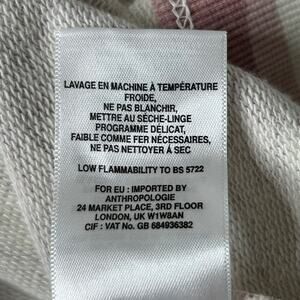 LAVAGE EN MACHINE À TEMPÉRATURE
FROIDE,
NE PAS BLANCHIR,
METTRE AU SÈCHE-LINGE
PROGRAMME DÉLICAT,
FAIBLE COMME FER NÉCESSAIRES,
NE PAS NETTOYER À SEC
LOW FLAMMABILITY TO BS 5722
FOR EU : IMPORTED BY
ANTHROPOLOGIE
24 MARKET PLACE, 3RD FLOOR
LONDON, UK W1W8AN
CIF : VAT No. GB 684936382